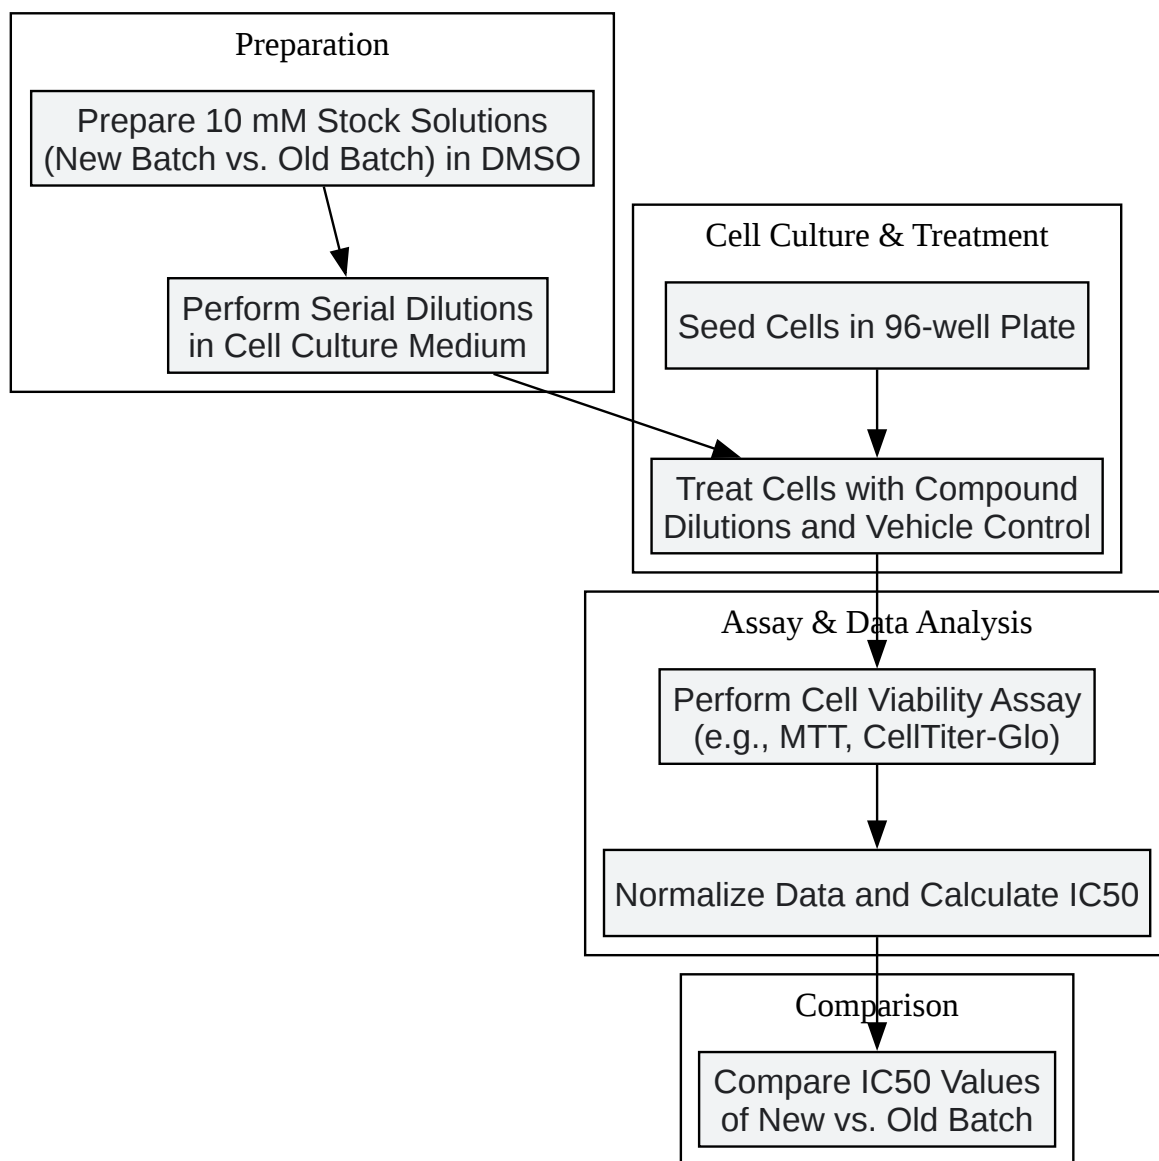 Preparation
Prepare 10 mM Stock Solutions
(New Batch vs. Old Batch) in DMSO
Perform Serial Dilutions
in Cell Culture Medium
Cell Culture & Treatment
Seed Cells in 96-well Plate
Treat Cells with Compound
Dilutions and Vehicle Control
Assay & Data Analysis
Perform Cell Viability Assay
(e.g., MTT, CellTiter-Glo)
Normalize Data and Calculate IC50
Comparison
Compare IC50 Values
of New vs. Old Batch